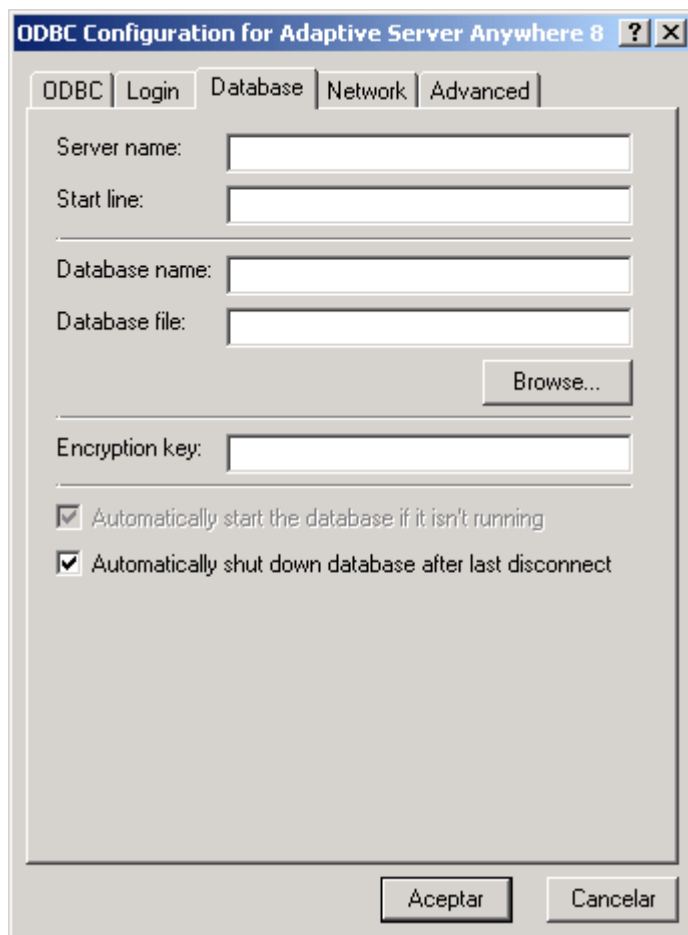 ODBC Configuration for Adaptive Server Anywhere 8
ODBC Login Database Network Advanced
Server name:
Start line:
Database name:
Database file:
Browse...
Encryption key:
Automatically start the database if it isn't running
Automatically shut down database after last disconnect
Aceptar Cancelar